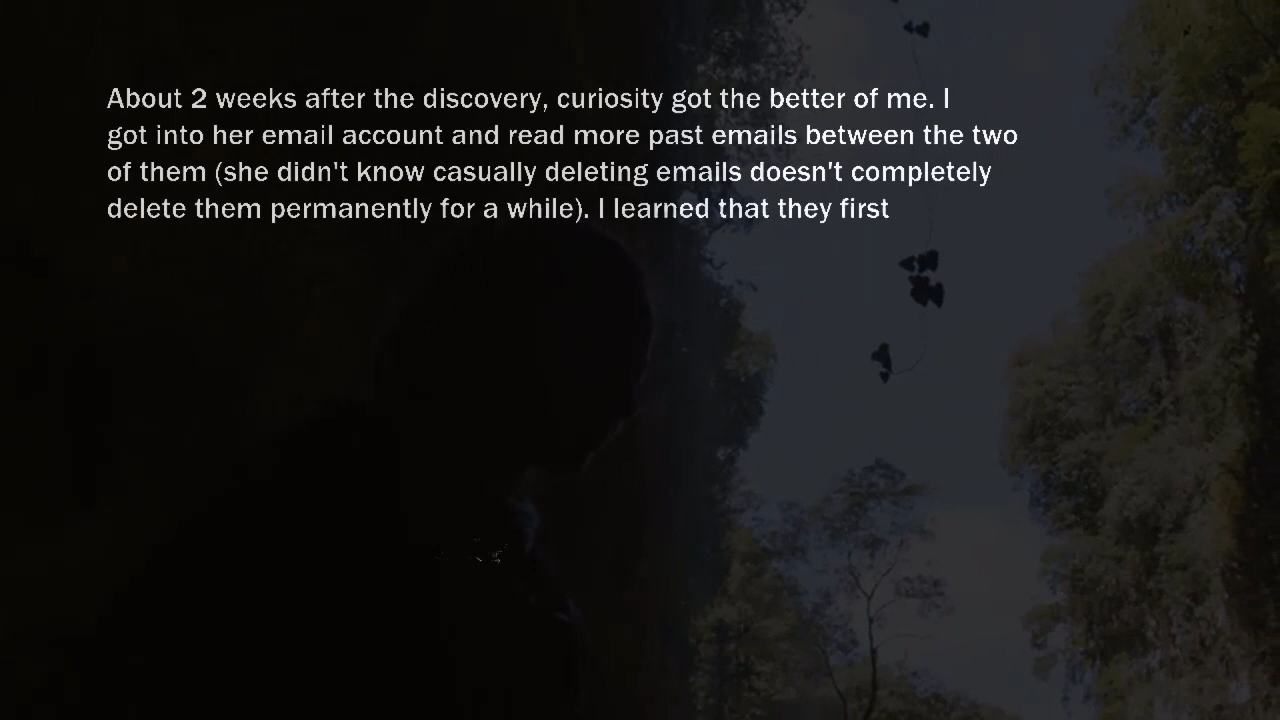 About 2 weeks after the discovery, curiosity got the better of me. I
got into her email account and read more past emails between the two
of them (she didn't know casually deleting emails doesn't completely
delete them permanently for a while). I learned that they first